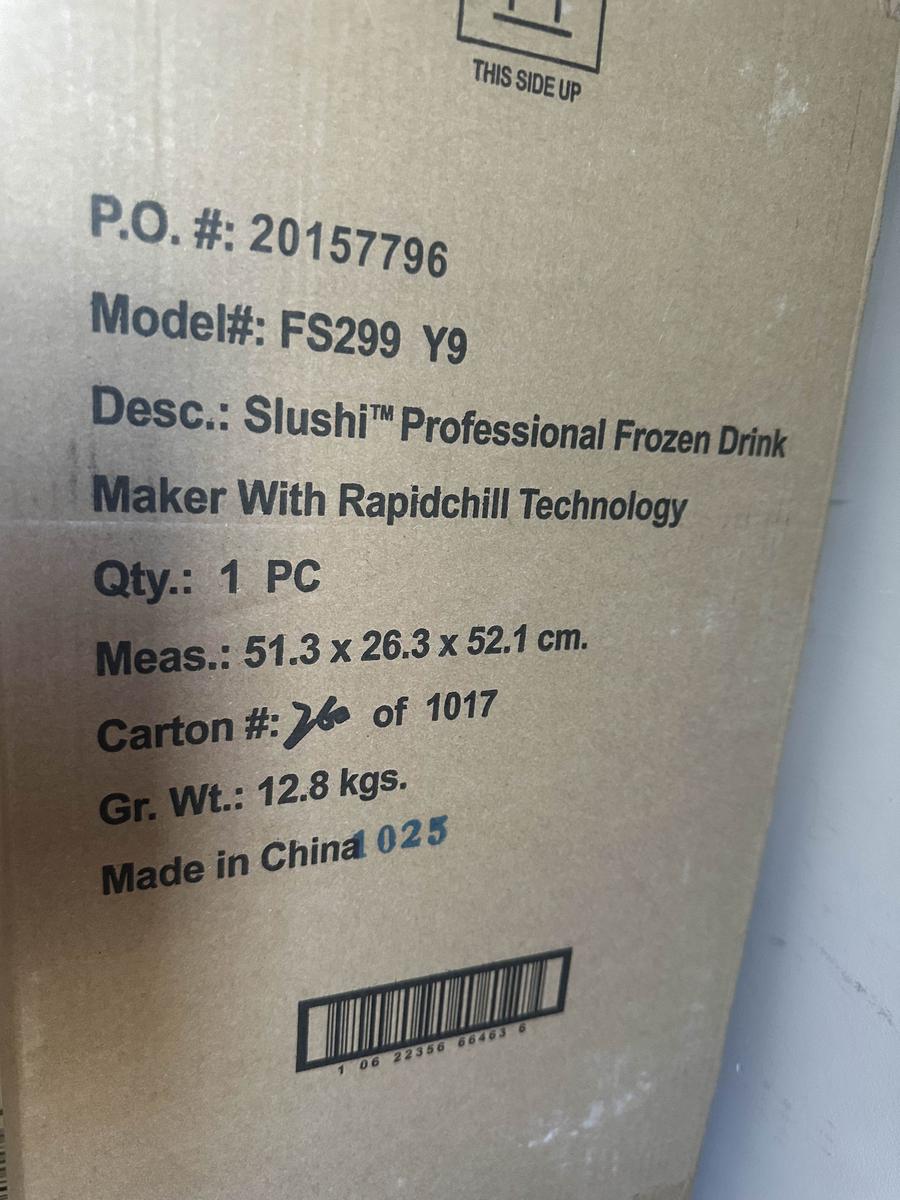 THIS SIDE UP
P.O. #: 20157796
Model#: FS299 Y9
Desc.: Slushi™ Professional Frozen Drink
Maker With Rapidchill Technology
Qty.: 1 PC
Meas.: 51.3 x 26.3 x 52.1 cm.
Carton #: 260 of 1017
Gr. Wt.: 12.8 kgs.
Made in China 1025
1 06 22356 66463 6